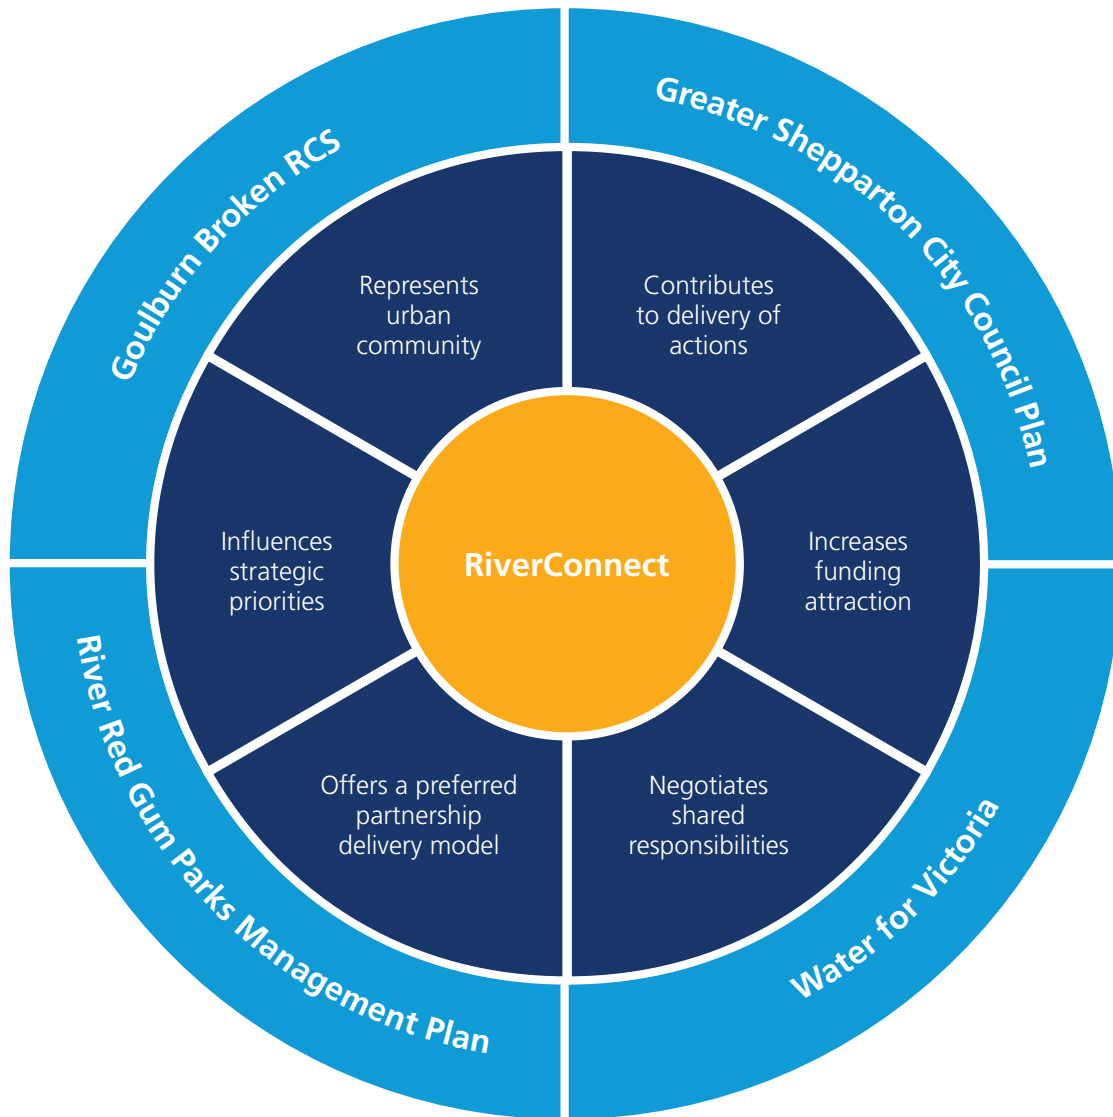 Goulburn Broken RCS
Greater Shepparton City Council Plan
Represents
urban
community
Contributes
to delivery of
actions
Influences
strategic
priorities
RiverConnect
Increases
funding
attraction
Offers a preferred
partnership
delivery model
Negotiates
shared
responsibilities
River Red Gum Parks Management Plan
Water for Victoria